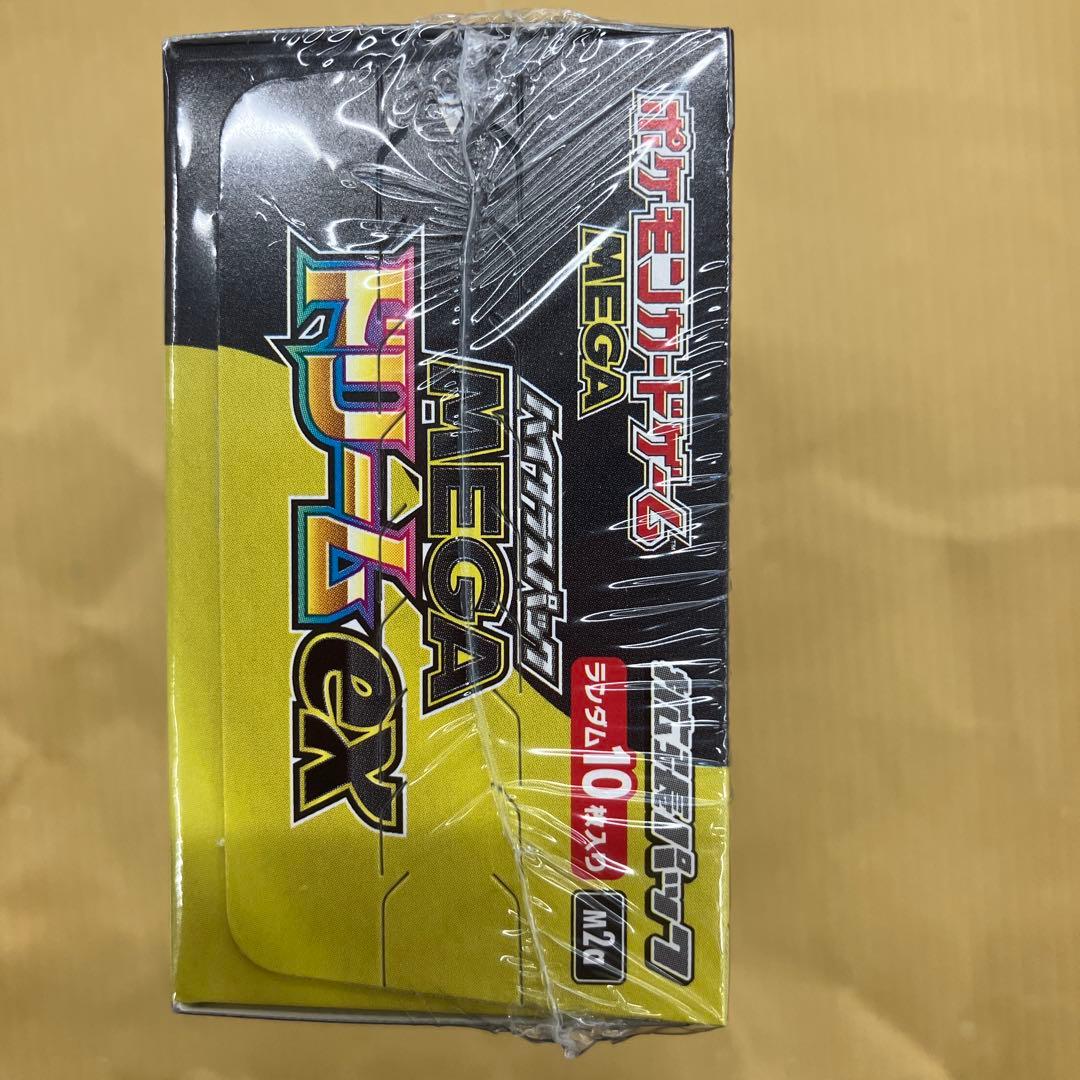 ポケモンカードゲーム
MEGA
拡張パック
ランダム10枚入り
M2a
ハイクラスパック
MEGA
ドリームex